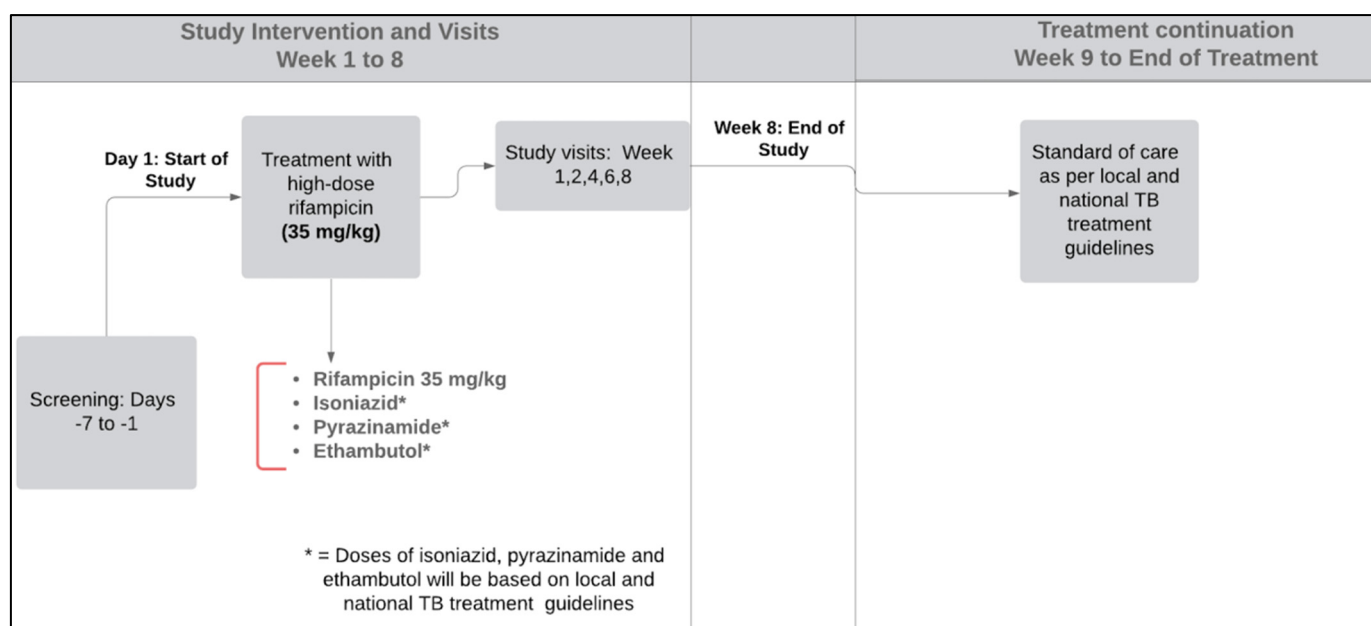 Study Intervention and Visits
Week 1 to 8
Treatment continuation
Week 9 to End of Treatment
Day 1: Start of
Study
Treatment with
high-dose
rifampicin
(35 mg/kg)
Study visits:  Week
1,2,4,6,8
Week 8: End of
Study
Standard of care
as per local and
national TB
treatment
guidelines
Screening: Days
-7 to -1
• Rifampicin 35 mg/kg
• Isoniazid*
• Pyrazinamide*
• Ethambutol*
* = Doses of isoniazid, pyrazinamide and
ethambutol will be based on local and
national TB treatment  guidelines